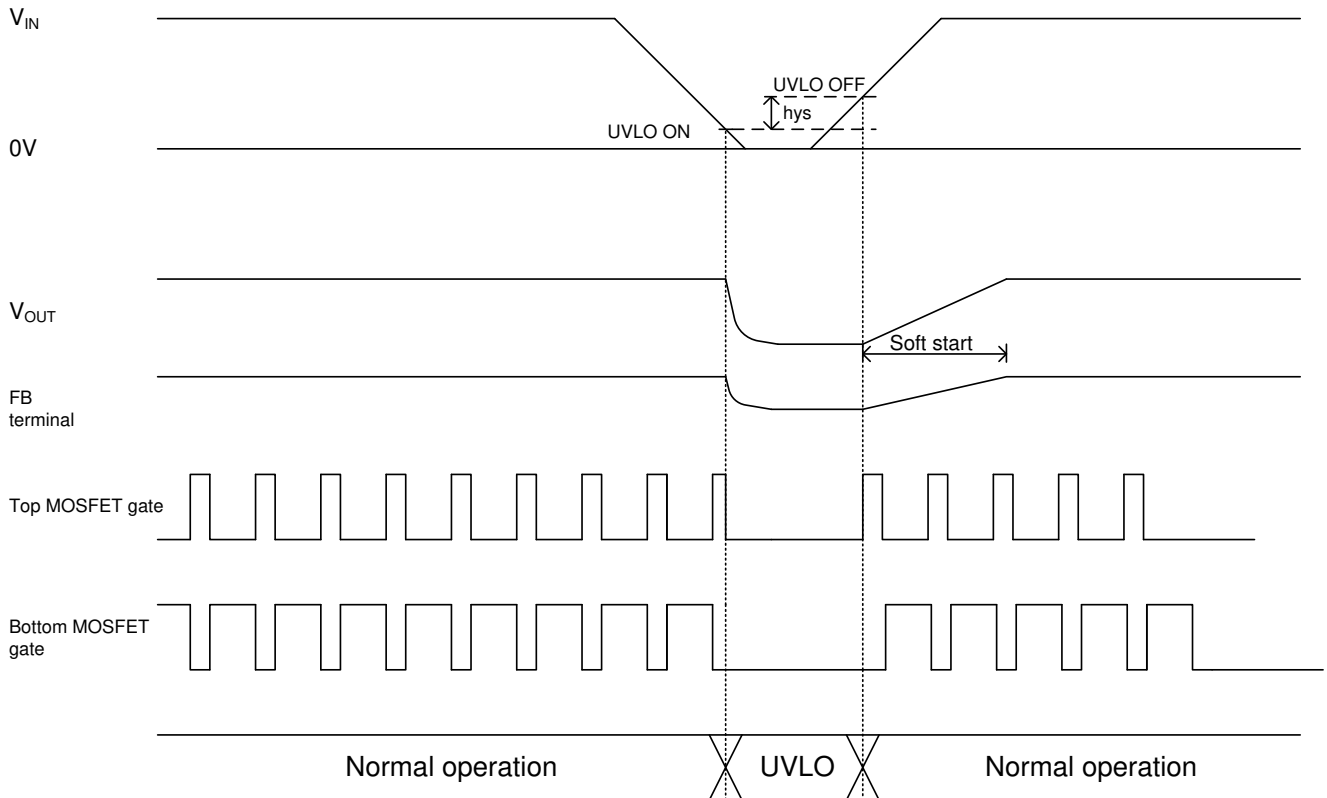 VIN
UVLO OFF
hys
UVLO ON
0V
VOUT
Soft start
FB
terminal
Top MOSFET gate
Bottom MOSFET
gate
Normal operation
UVLO
Normal operation